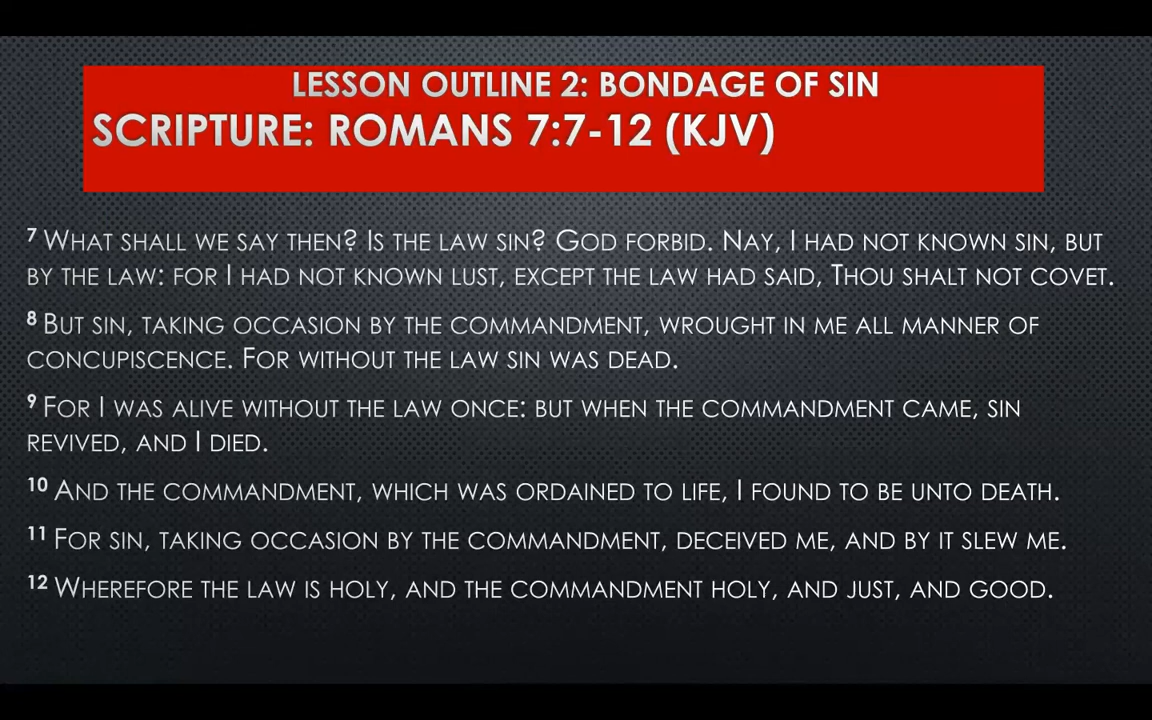 LESSON OUTLINE 2: BONDAGE OF SIN
SCRIPTURE: ROMANS 7:7-12 (KJV)
7 WHAT SHALL WE SAY THEN? IS THE LAW SIN? GOD FORBID. NAY, I HAD NOT KNOWN SIN, BUT
BY THE LAW: FOR I HAD NOT KNOWN LUST, EXCEPT THE LAW HAD SAID, THOU SHALT NOT COVET.
8 BUT SIN, TAKING OCCASION BY THE COMMANDMENT, WROUGHT IN ME ALL MANNER OF
CONCUPISCENCE. FOR WITHOUT THE LAW SIN WAS DEAD.
9 FOR I WAS ALIVE WITHOUT THE LAW ONCE: BUT WHEN THE COMMANDMENT CAME, SIN
REVIVED, AND I DIED.
10 AND THE COMMANDMENT, WHICH WAS ORDAINED TO LIFE, I FOUND TO BE UNTO DEATH.
11 FOR SIN, TAKING OCCASION BY THE COMMANDMENT, DECEIVED ME, AND BY IT SLEW ME.
12 WHEREFORE THE LAW IS HOLY, AND THE COMMANDMENT HOLY, AND JUST, AND GOOD.